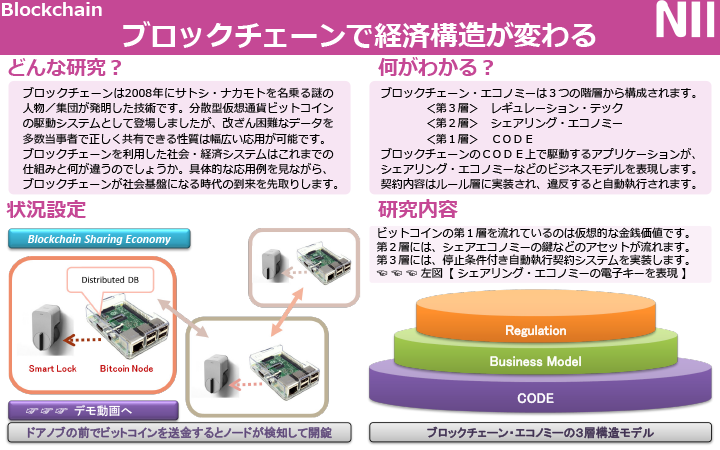 Blockchain
NII
ブロックチェーンで経済構造が変わる
どんな研究？
ブロックチェーンは2008年にサトシ・ナカモトを名乗る謎の
人物／集団が発明した技術です。分散型仮想通貨ビットコイン
の駆動システムとして登場しましたが、改ざん困難なデータを
多数当事者で正しく共有できる性質は幅広い応用が可能です。
ブロックチェーンを利用した社会・経済システムはこれまでの
仕組みと何が違うのでしょうか。具体的な応用例を見ながら、
ブロックチェーンが社会基盤になる時代の到来を先取りします。
何がわかる？
ブロックチェーン・エコノミーは３つの階層から構成されます。
＜第３層＞　レギュレーション・テック
＜第２層＞　シェアリング・エコノミー
＜第１層＞　ＣＯＤＥ
ブロックチェーンのＣＯＤＥ上で駆動するアプリケーションが、
シェアリング・エコノミーなどのビジネスモデルを表現します。
契約内容はルール層に実装され、違反すると自動執行されます。
状況設定
Blockchain Sharing Economy
Distributed DB
Smart Lock
Bitcoin Node
☞ ☞ ☞ デモ動画へ
ドアノブの前でビットコインを送金するとノードが検知して開錠
研究内容
ビットコインの第１層を流れているのは仮想的な金銭価値です。
第２層には、シェアエコノミーの鍵などのアセットが流れます。
第３層には、停止条件付き自動執行契約システムを実装します。
☜ ☜ ☜ 左図【 シェアリング・エコノミーの電子キーを表現 】
Regulation
Business Model
CODE
ブロックチェーン・エコノミーの３層構造モデル